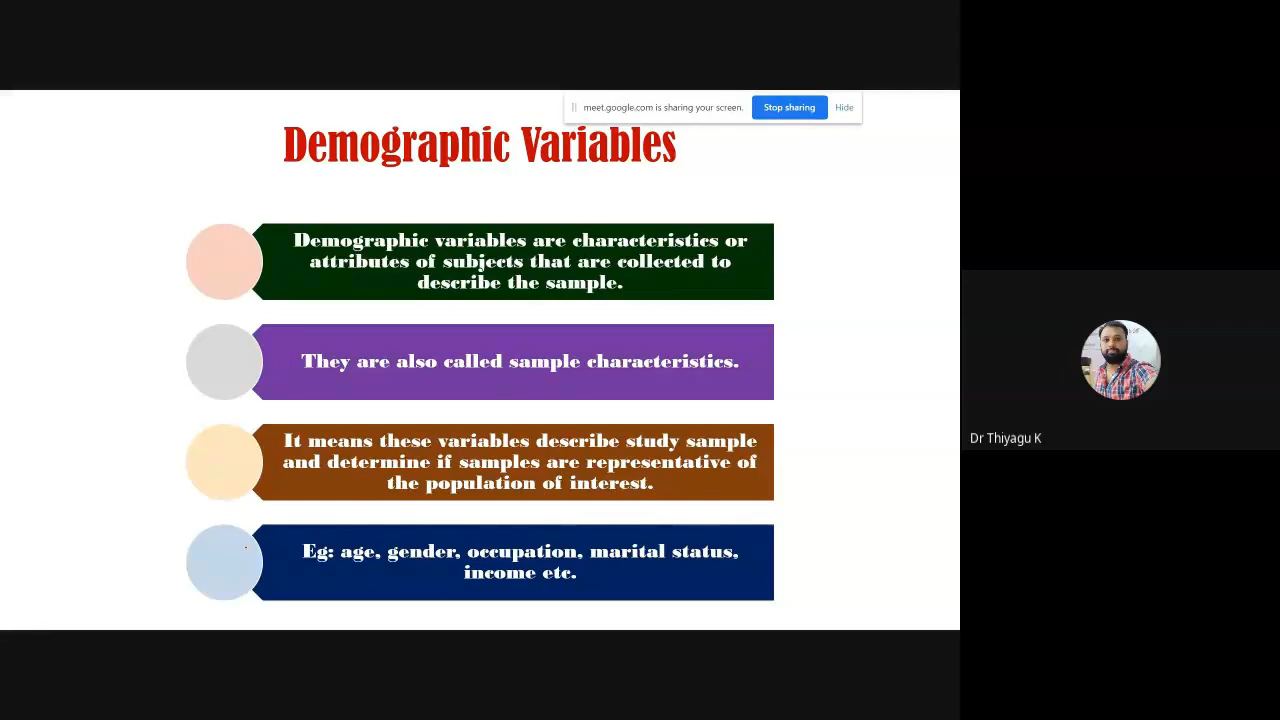 meet.google.com is sharing your screen.
Stop sharing
Hide
Demographic Variables
Demographic variables are characteristics or
attributes of subjects that are collected to
describe the sample.
They are also called sample characteristics.
It means these variables describe study sample
and determine if samples are representative of
the population of interest.
Eg: age, gender, occupation, marital status,
income etc.
Dr Thiyagu K